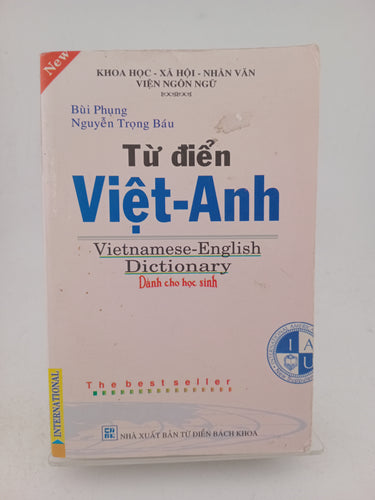 New
KHOA HỌC - XÃ HỘI - NHÂN VĂN
VIỆN NGÔN NGỮ
Bùi Phụng
Nguyễn Trọng Báu
Từ điển
Việt-Anh
Vietnamese-English
Dictionary
Dành cho học sinh
I A
U
The best seller
INTERNATIONAL
NHÀ XUẤT BẢN TỪ ĐIỂN BÁCH KHOA